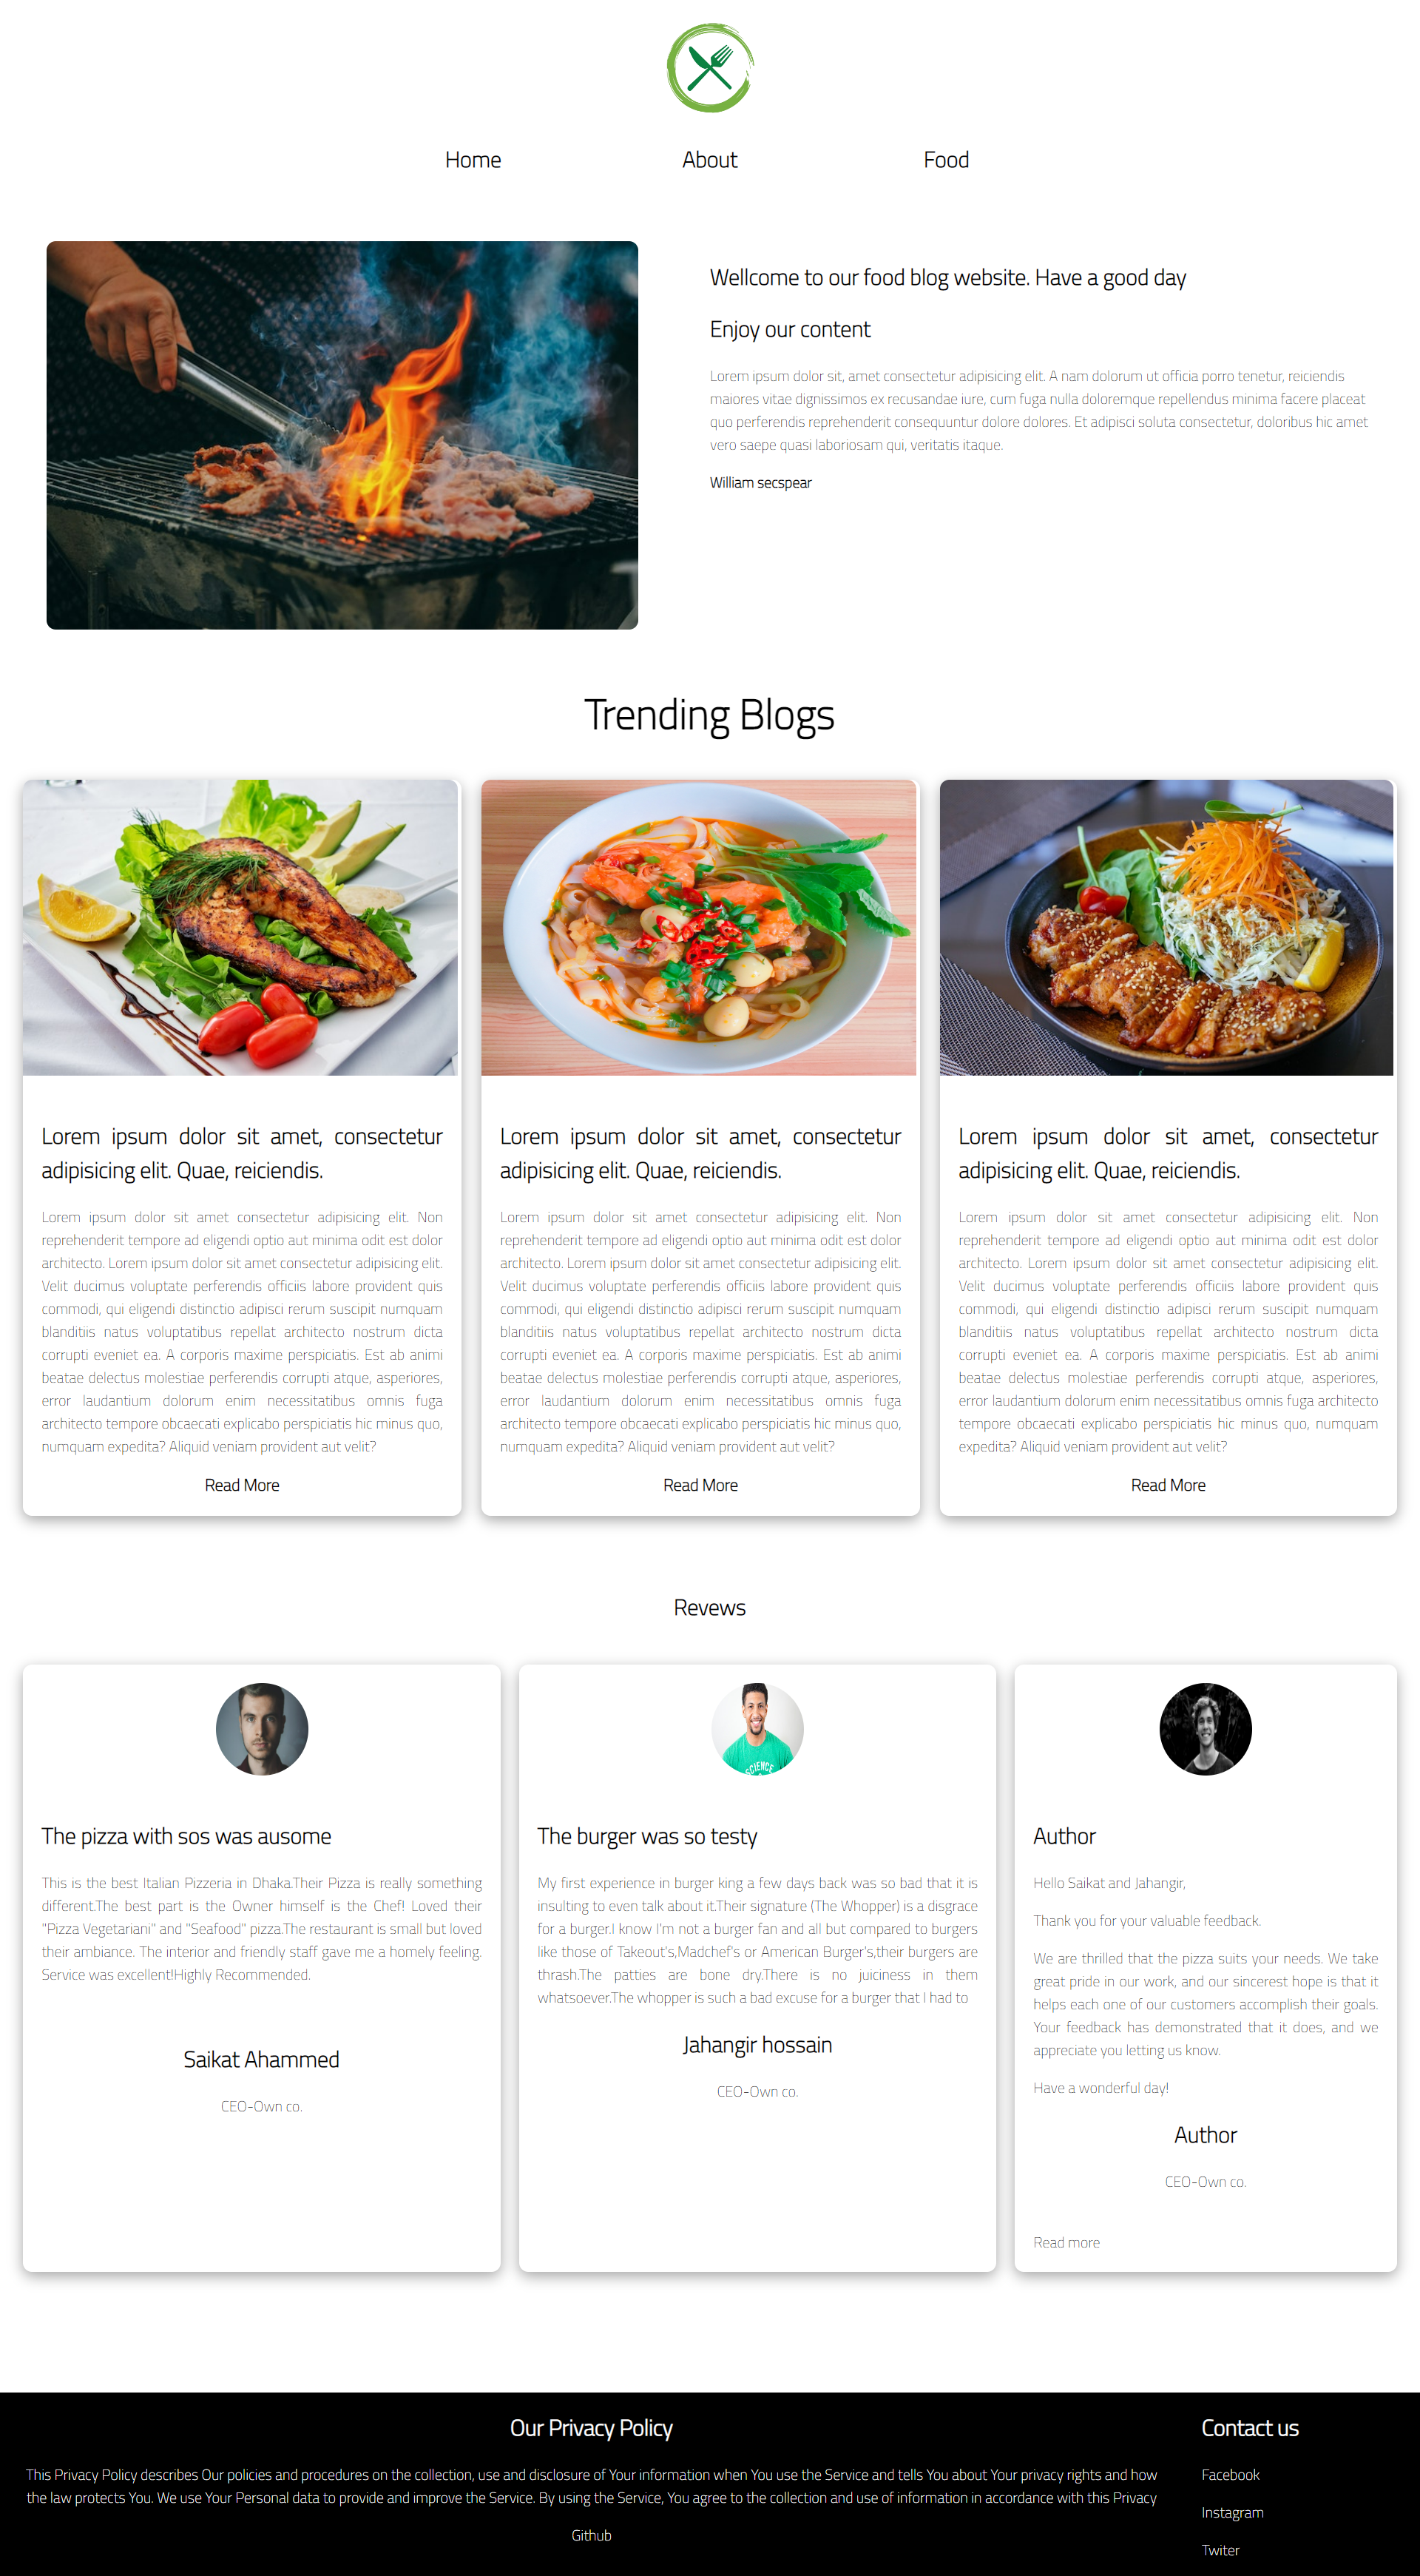 Home
About
Food
Wellcome to our food blog website. Have a good day
Enjoy our content
Lorem ipsum dolor sit, amet consectetur adipisicing elit. A nam dolorum ut officia porro tenetur, reiciendis
maiores vitae dignissimos ex recusandae iure, cum fuga nulla doloremque repellendus minima facere placeat
quo perferendis reprehenderit consequuntur dolore dolores. Et adipisci soluta consectetur, doloribus hic amet
vero saepe quasi laboriosam qui, veritatis itaque.
William secspear
Trending Blogs
Lorem ipsum dolor sit amet, consectetur
adipisicing elit. Quae, reiciendis.
Lorem ipsum dolor sit amet consectetur adipisicing elit. Non
reprehenderit tempore ad eligendi optio aut minima odit est dolor
architecto. Lorem ipsum dolor sit amet consectetur adipisicing elit.
Velit ducimus voluptate perferendis officiis labore provident quis
commodi, qui eligendi distinctio adipisci rerum suscipit numquam
blanditiis natus voluptatibus repellat architecto nostrum dicta
corrupti eveniet ea. A corporis maxime perspiciatis. Est ab animi
beatae delectus molestiae perferendis corrupti atque, asperiores,
error laudantium dolorum enim necessitatibus omnis fuga
architecto tempore obcaecati explicabo perspiciatis hic minus quo,
numquam expedita? Aliquid veniam provident aut velit?
Read More
Lorem ipsum dolor sit amet, consectetur
adipisicing elit. Quae, reiciendis.
Lorem ipsum dolor sit amet consectetur adipisicing elit. Non
reprehenderit tempore ad eligendi optio aut minima odit est dolor
architecto. Lorem ipsum dolor sit amet consectetur adipisicing elit.
Velit ducimus voluptate perferendis officiis labore provident quis
commodi, qui eligendi distinctio adipisci rerum suscipit numquam
blanditiis natus voluptatibus repellat architecto nostrum dicta
corrupti eveniet ea. A corporis maxime perspiciatis. Est ab animi
beatae delectus molestiae perferendis corrupti atque, asperiores,
error laudantium dolorum enim necessitatibus omnis fuga
architecto tempore obcaecati explicabo perspiciatis hic minus quo,
numquam expedita? Aliquid veniam provident aut velit?
Read More
Lorem ipsum dolor sit amet, consectetur
adipisicing elit. Quae, reiciendis.
Lorem ipsum dolor sit amet consectetur adipisicing elit. Non
reprehenderit tempore ad eligendi optio aut minima odit est dolor
architecto. Lorem ipsum dolor sit amet consectetur adipisicing elit.
Velit ducimus voluptate perferendis officiis labore provident quis
commodi, qui eligendi distinctio adipisci rerum suscipit numquam
blanditiis natus voluptatibus repellat architecto nostrum dicta
corrupti eveniet ea. A corporis maxime perspiciatis. Est ab animi
beatae delectus molestiae perferendis corrupti atque, asperiores,
error laudantium dolorum enim necessitatibus omnis fuga architecto
tempore obcaecati explicabo perspiciatis hic minus quo, numquam
expedita? Aliquid veniam provident aut velit?
Read More
Revews
The pizza with sos was ausome
This is the best Italian Pizzeria in Dhaka.Their Pizza is really something
different.The best part is the Owner himself is the Chef! Loved their
"Pizza Vegetariani" and "Seafood" pizza.The restaurant is small but loved
their ambiance. The interior and friendly staff gave me a homely feeling.
Service was excellent!Highly Recommended.
Saikat Ahammed
CEO-Own co.
SCIENCE
The burger was so testy
My first experience in burger king a few days back was so bad that it is
insulting to even talk about it.Their signature (The Whopper) is a disgrace
for a burger.I know I'm not a burger fan and all but compared to burgers
like those of Takeout's,Madchef's or American Burger's,their burgers are
thrash.The patties are bone dry.There is no juiciness in them
whatsoever.The whopper is such a bad excuse for a burger that I had to
Jahangir hossain
CEO-Own co.
Author
Hello Saikat and Jahangir,
Thank you for your valuable feedback.
We are thrilled that the pizza suits your needs. We take
great pride in our work, and our sincerest hope is that it
helps each one of our customers accomplish their goals.
Your feedback has demonstrated that it does, and we
appreciate you letting us know.
Have a wonderful day!
Author
CEO-Own co.
Read more
Our Privacy Policy
This Privacy Policy describes Our policies and procedures on the collection, use and disclosure of Your information when You use the Service and tells You about Your privacy rights and how
the law protects You. We use Your Personal data to provide and improve the Service. By using the Service, You agree to the collection and use of information in accordance with this Privacy
Github
Contact us
Facebook
Instagram
Twiter